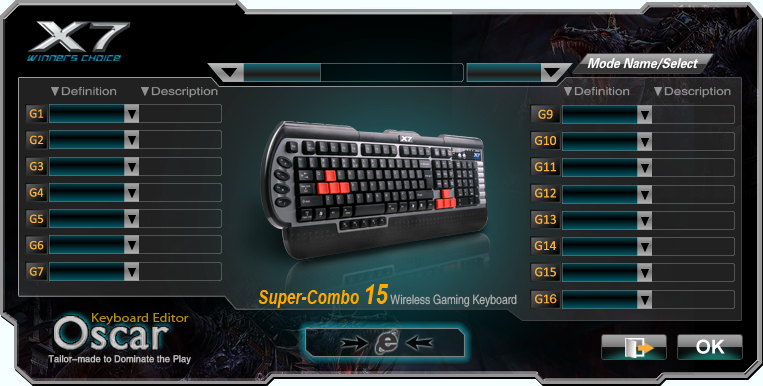 X7
WINNERS CHOICE
Mode Name/Select
▼Definition ▼Description
G1
G2
G3
G4
G5
G6
G7
▼Definition ▼Description
G9
G10
G11
G12
G13
G14
G15
G16
X7
X7
Super-Combo 15 Wireless Gaming Keyboard
Keyboard Editor
Oscar
Tailor-made to Dominate the Play
OK